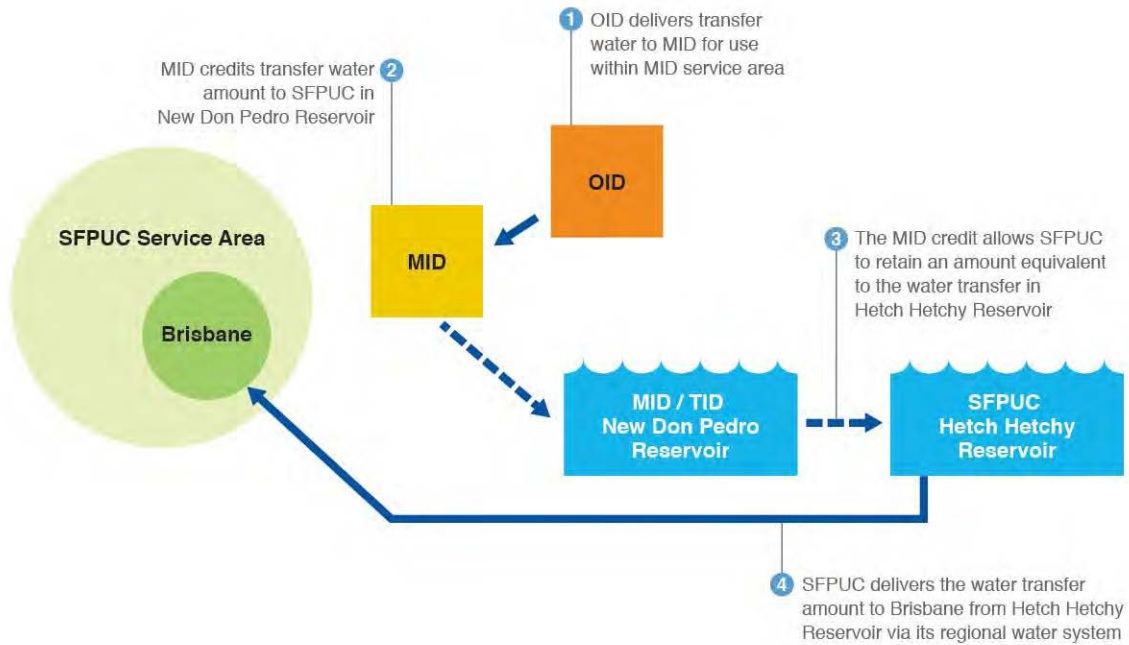 1 OID delivers transfer
water to MID for use
within MID service area
2 MID credits transfer water
amount to SFPUC in
New Don Pedro Reservoir
OID
SFPUC Service Area
MID
Brisbane
3 The MID credit allows SFPUC
to retain an amount equivalent
to the water transfer in
Hetch Hetchy Reservoir
MID / TID
New Don Pedro
Reservoir
SFPUC
Hetch Hetchy
Reservoir
4 SFPUC delivers the water transfer
amount to Brisbane from Hetch Hetchy
Reservoir via its regional water system